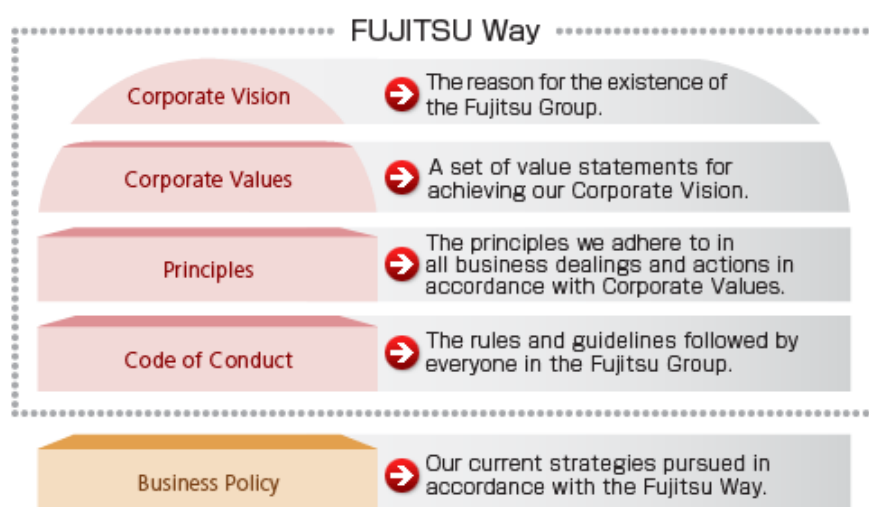 FUJITSU Way
Corporate Vision
The reason for the existence of
the Fujitsu Group.
Corporate Values
A set of value statements for
achieving our Corporate Vision.
Principles
The principles we adhere to in
all business dealings and actions in
accordance with Corporate Values.
Code of Conduct
The rules and guidelines followed by
everyone in the Fujitsu Group.
Business Policy
Our current strategies pursued in
accordance with the Fujitsu Way.